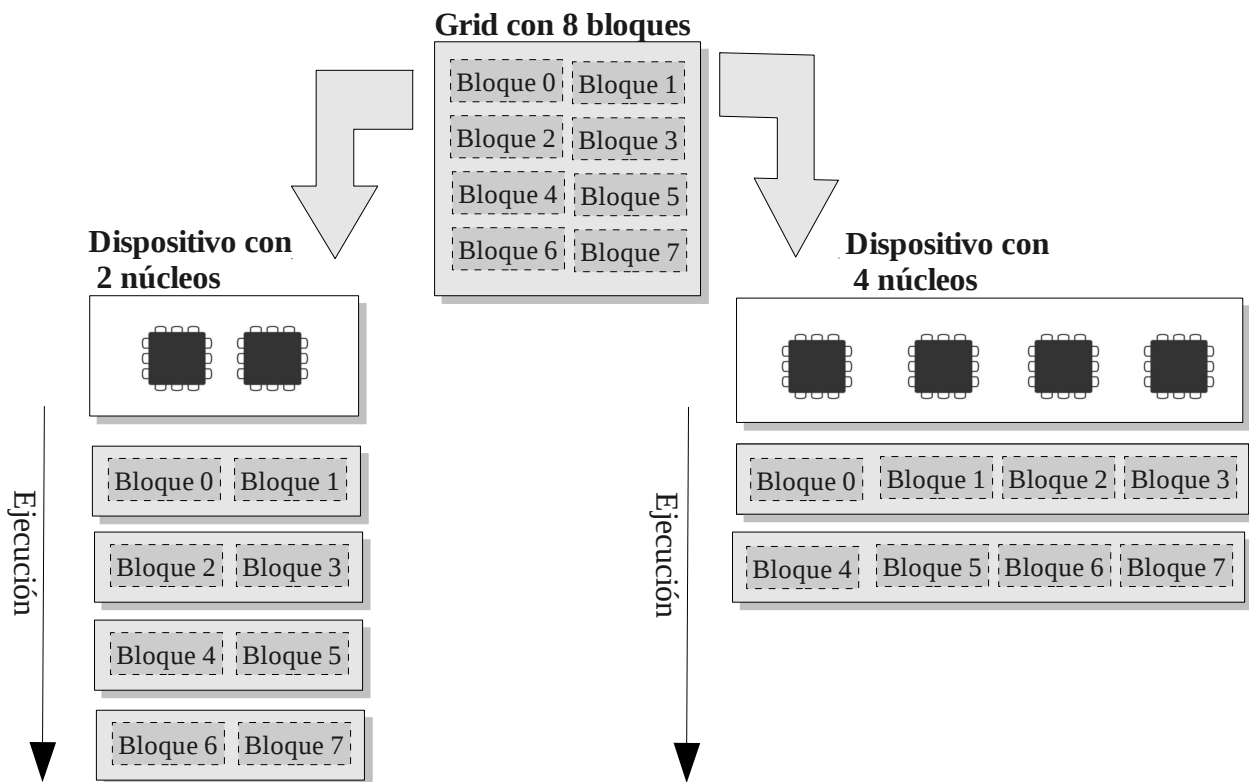 Grid con 8 bloques
Bloque 0 Bloque 1
Bloque 2 Bloque 3
Bloque 4 Bloque 5
Bloque 6 Bloque 7
Dispositivo con
2 núcleos
Ejecución
Bloque 0 Bloque 1
Bloque 2 Bloque 3
Bloque 4 Bloque 5
Bloque 6 Bloque 7
Dispositivo con
4 núcleos
Ejecución
Bloque 0 Bloque 1 Bloque 2 Bloque 3
Bloque 4 Bloque 5 Bloque 6 Bloque 7